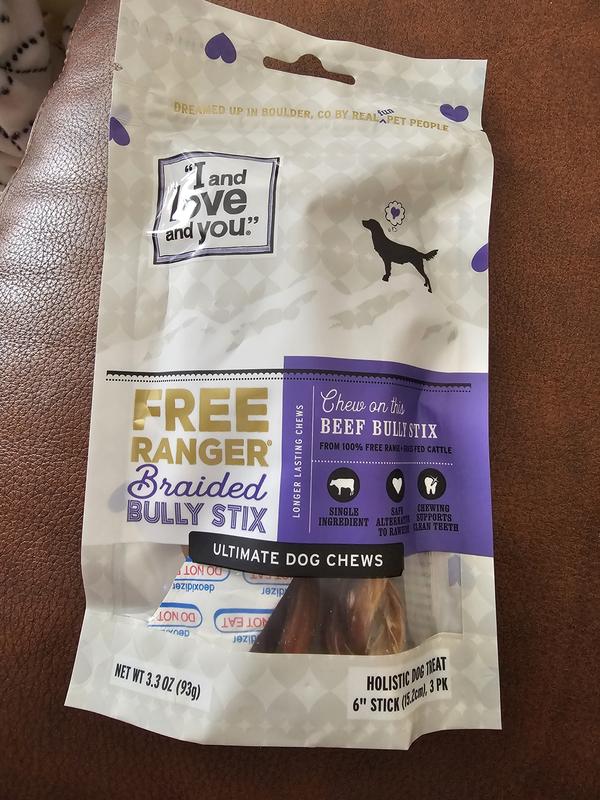 DREAMED UP IN BOULDER, CO BY REAL fun PET PEOPLE
"I and
love
and you."
FREE
RANGER®
Braided
BULLY STIX
LONGER LASTING CHEWS
Chew on this
BEEF BULLY STIX
FROM 100% FREE RANGE GRASS FED CATTLE
SINGLE
INGREDIENT
SAFE
ALTERNATIVE
TO RAWHIDE
CHEWING
SUPPORTS
CLEAN TEETH
ULTIMATE DOG CHEWS
DO NOT EAT
deoxidizer
DO NOT EAT
deoxidizer
NET WT 3.3 OZ (93g)
HOLISTIC DOG TREAT
6" STICK (15.2cm), 3 PK